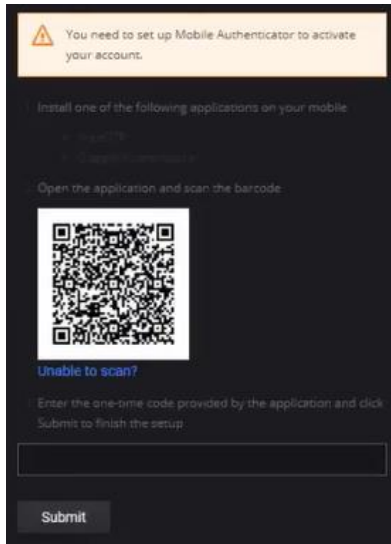 You need to set up Mobile Authenticator to activate
your account.
Install one of the following applications on your mobile
Open the application and scan the barcode
Unable to scan?
Enter the one-time code provided by the application and click
Submit to finish the setup
Submit